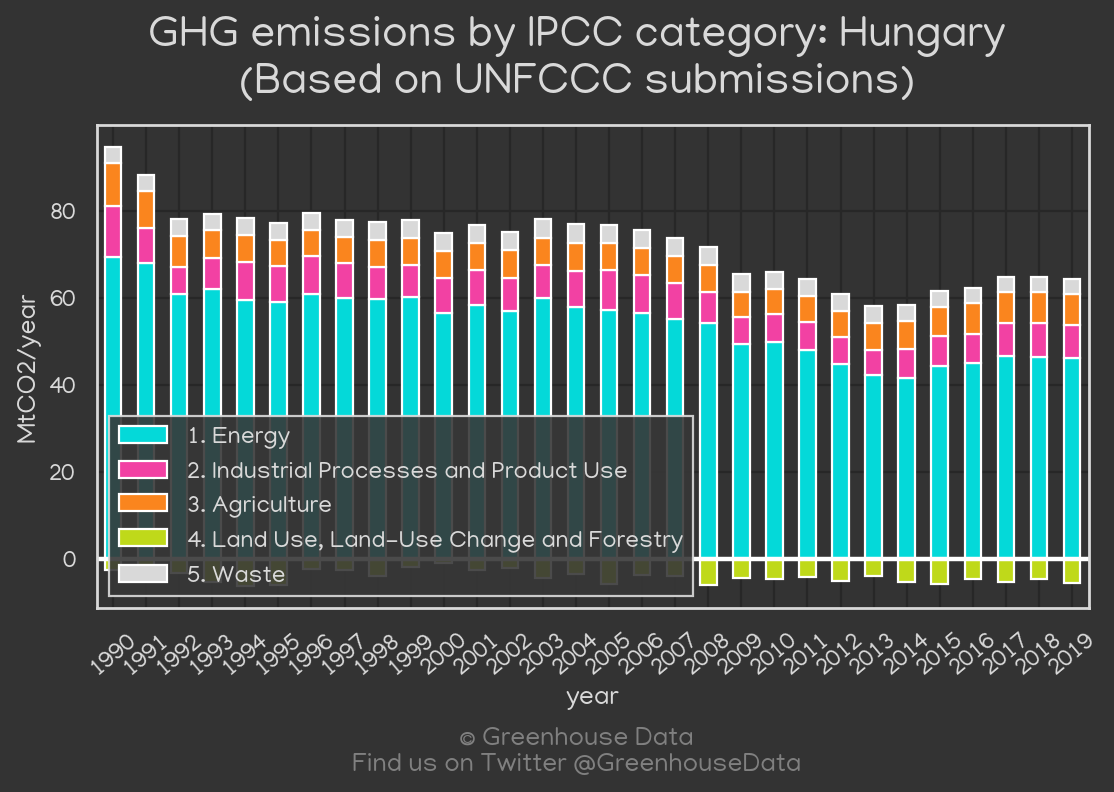 GHG emissions by IPCC category: Hungary
(Based on UNFCCC submissions)
MtCO2/year
80
60
40
20
0
1. Energy
2. Industrial Processes and Product Use
3. Agriculture
4. Land Use, Land-Use Change and Forestry
5. Waste
1990 1991 1992 1993 1994 1995 1996 1997 1998 1999 2000 2001 2002 2003 2004 2005 2006 2007 2008 2009 2010 2011 2012 2013 2014 2015 2016 2017 2018 2019
year
© Greenhouse Data
Find us on Twitter @GreenhouseData